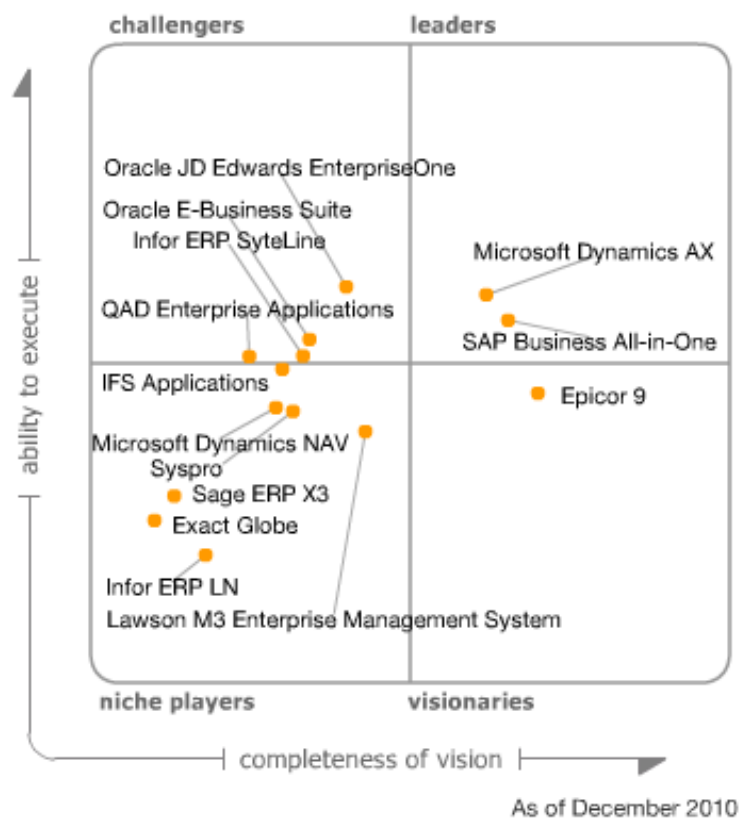 challengers
leaders
Oracle JD Edwards EnterpriseOne
Oracle E-Business Suite
Infor ERP SyteLine
Microsoft Dynamics AX
QAD Enterprise Applications
SAP Business All-in-One
IFS Applications
Epicor 9
Microsoft Dynamics NAV
Syspro
Sage ERP X3
Exact Globe
Infor ERP LN
Lawson M3 Enterprise Management System
niche players
visionaries
ability to execute
completeness of vision
As of December 2010